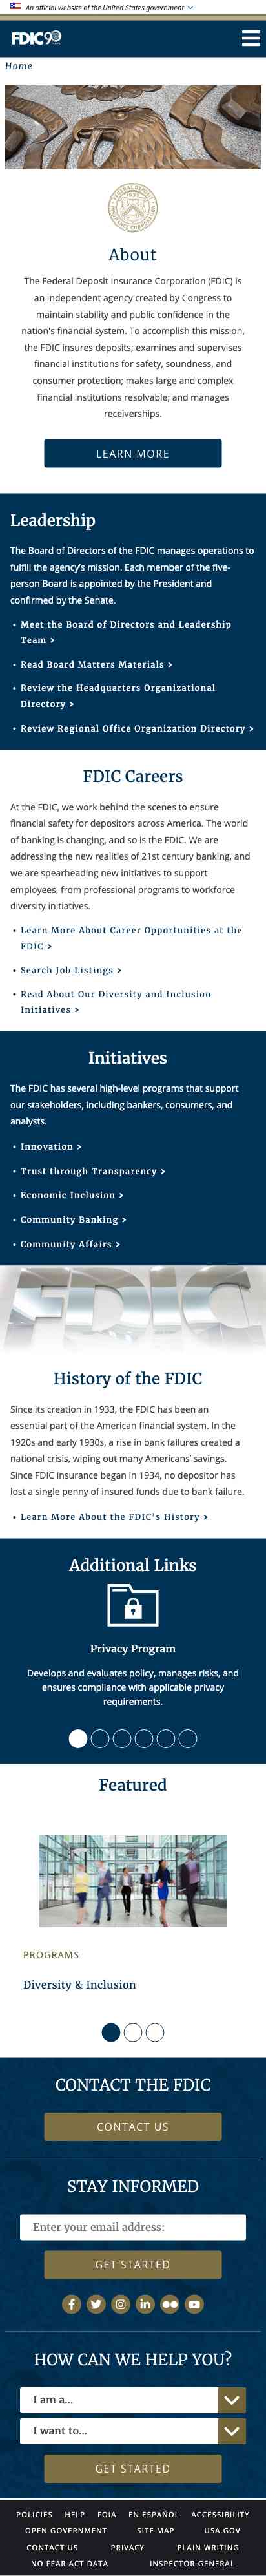 An official website of the United States government
FDIC90
Home
About
The Federal Deposit Insurance Corporation (FDIC) is
an independent agency created by Congress to
maintain stability and public confidence in the
nation's financial system. To accomplish this mission,
the FDIC insures deposits; examines and supervises
financial institutions for safety, soundness, and
consumer protection; makes large and complex
financial institutions resolvable; and manages
receiverships.
LEARN MORE
Leadership
The Board of Directors of the FDIC manages operations to
fulfill the agency's mission. Each member of the five-
person Board is appointed by the President and
confirmed by the Senate.
• Meet the Board of Directors and Leadership
Team >
• Read Board Matters Materials >
• Review the Headquarters Organizational
Directory >
• Review Regional Office Organization Directory >
FDIC Careers
At the FDIC, we work behind the scenes to ensure
financial safety for depositors across America. The world
of banking is changing, and so is the FDIC. We are
addressing the new realities of 21st century banking, and
we are spearheading new initiatives to support
employees, from professional programs to workforce
diversity initiatives.
• Learn More About Career Opportunities at the
FDIC >
• Search Job Listings >
• Read About Our Diversity and Inclusion
Initiatives >
Initiatives
The FDIC has several high-level programs that support
our stakeholders, including bankers, consumers, and
analysts.
• Innovation >
• Trust through Transparency >
• Economic Inclusion >
• Community Banking >
• Community Affairs >
FDIC
History of the FDIC
Since its creation in 1933, the FDIC has been an
essential part of the American financial system. In the
1920s and early 1930s, a rise in bank failures created a
national crisis, wiping out many Americans' savings.
Since FDIC insurance began in 1934, no depositor has
lost a single penny of insured funds due to bank failure.
• Learn More About the FDIC's History >
Additional Links
Privacy Program
Develops and evaluates policy, manages risks, and
ensures compliance with applicable privacy
requirements.
Featured
PROGRAMS
Diversity & Inclusion
CONTACT THE FDIC
CONTACT US
STAY INFORMED
Enter your email address:
GET STARTED
HOW CAN WE HELP YOU?
I am a...
I want to...
GET STARTED
POLICIES HELP FOIA EN ESPAÑOL ACCESSIBILITY
OPEN GOVERNMENT SITE MAP USA.GOV
CONTACT US PRIVACY PLAIN WRITING
NO FEAR ACT DATA INSPECTOR GENERAL